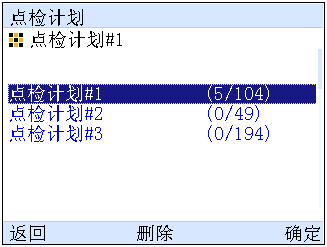 点检计划
点检计划#1
点检计划#1 (5/104)
点检计划#2 (0/49)
点检计划#3 (0/194)
返回 删除 确定